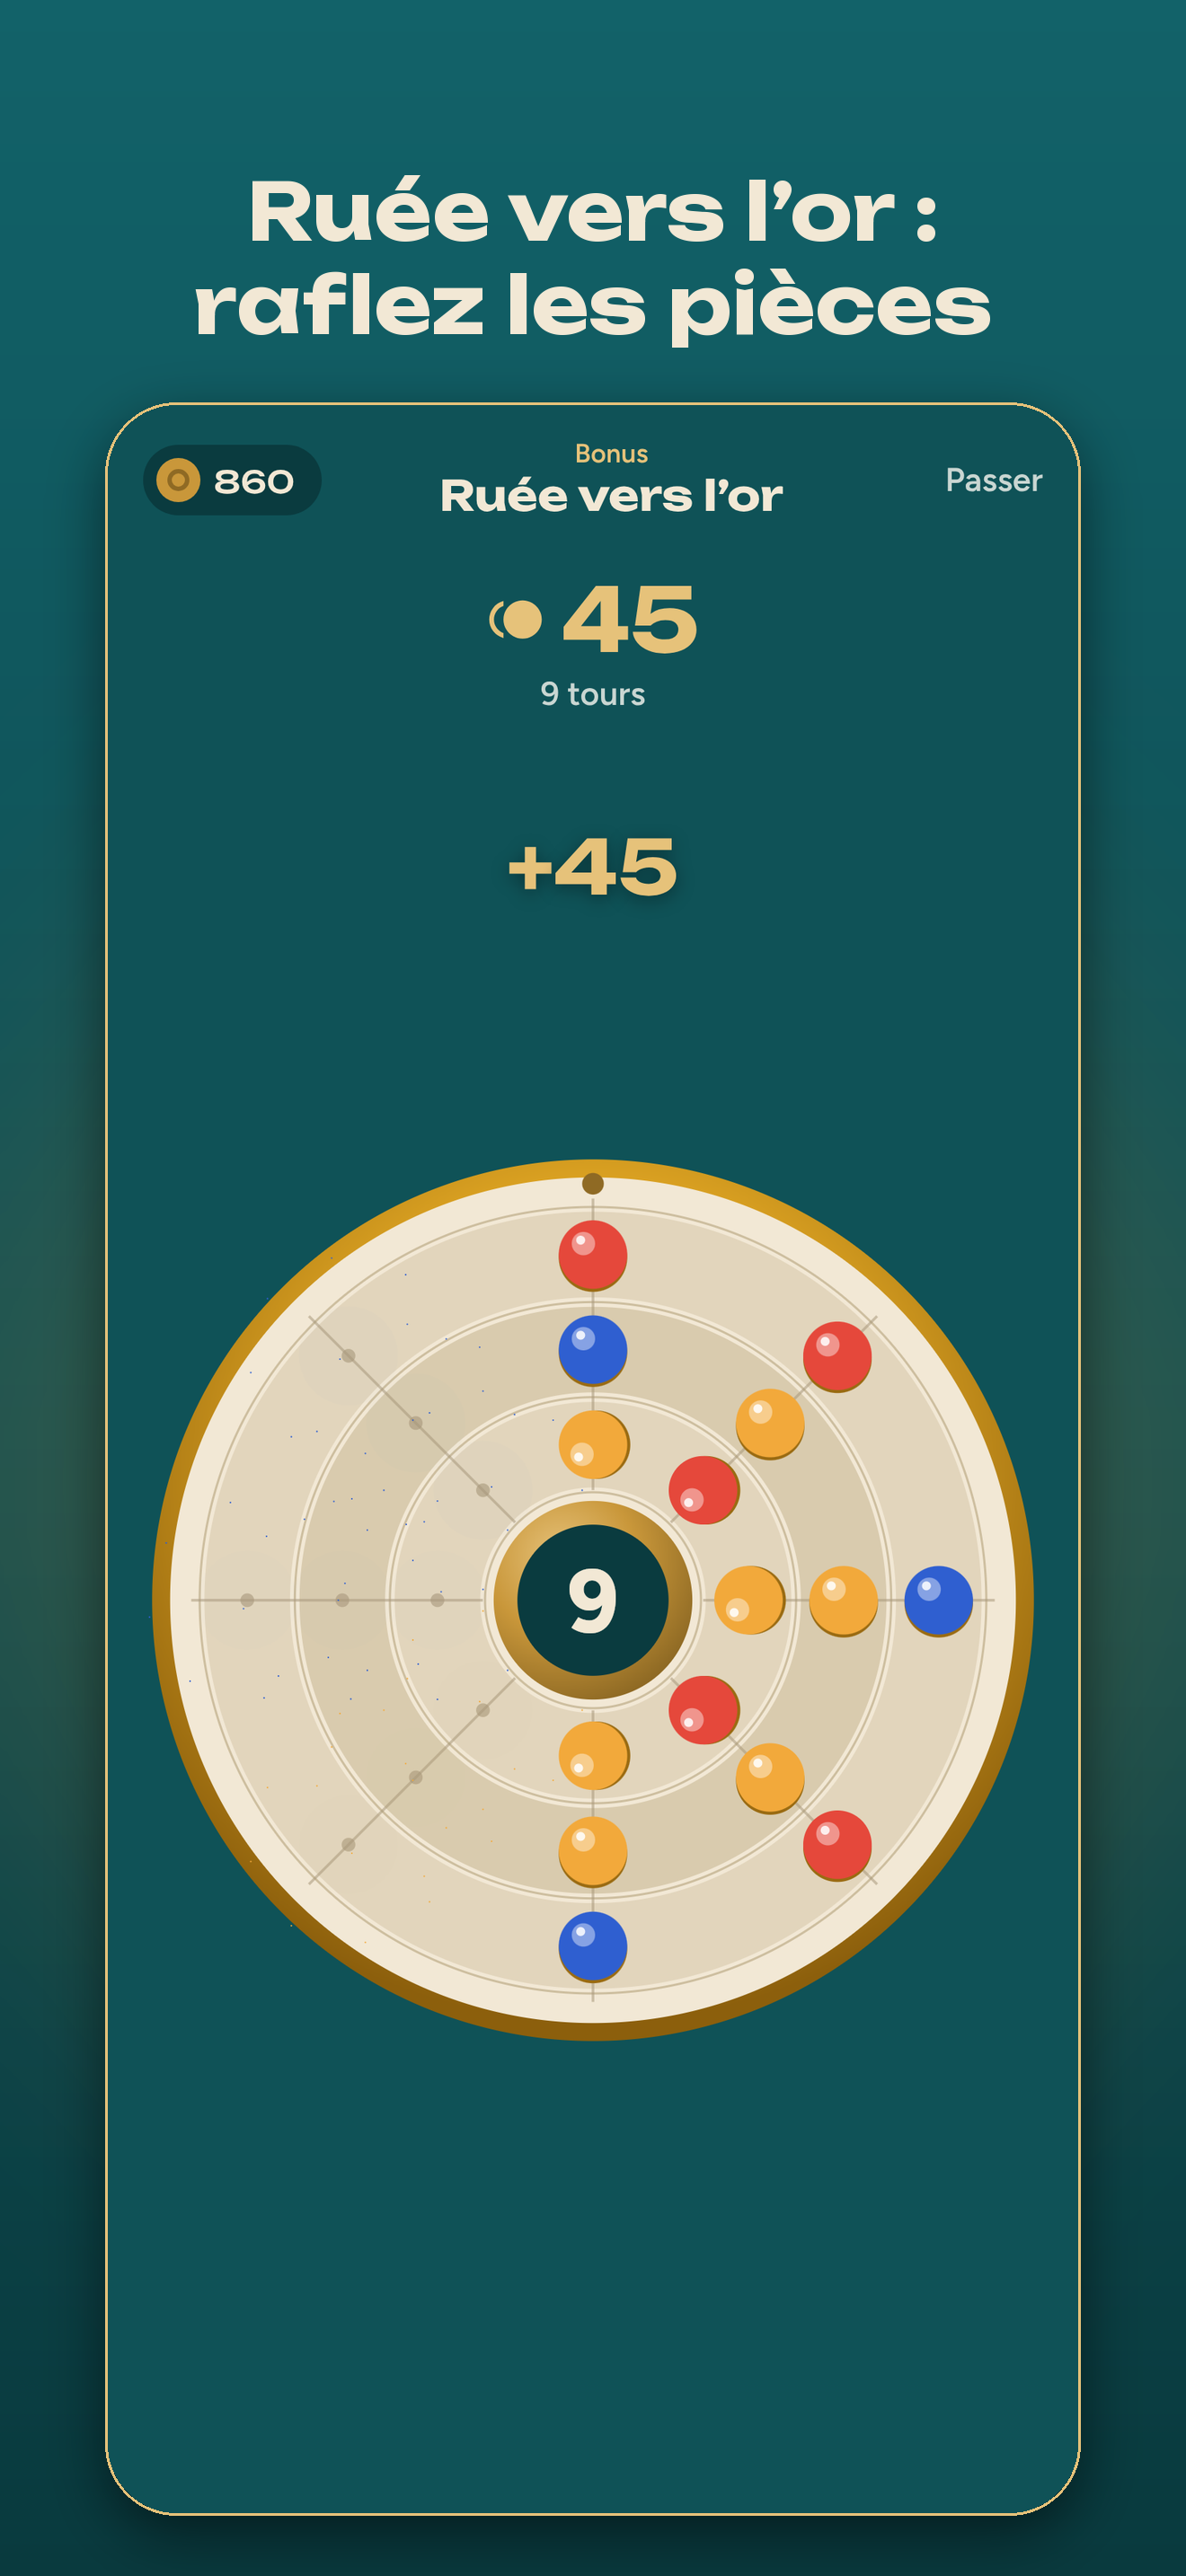 Ruée vers l’or :
raflez les pièces
860
Bonus
Ruée vers l’or
Passer
45
9 tours
+45
9